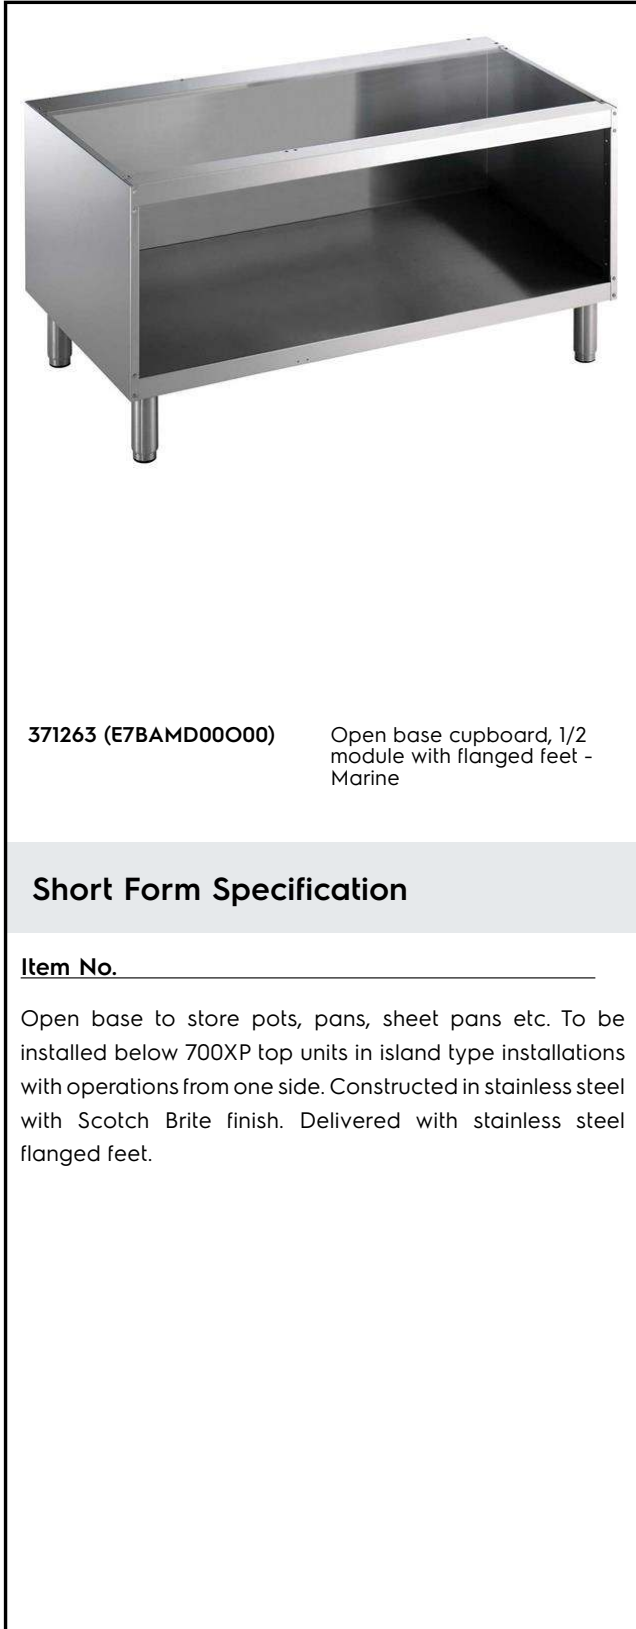 371263 (E7BAMD00O00)
Open base cupboard, 1/2
module with flanged feet -
Marine
Short Form Specification
Item No.
Open base to store pots, pans, sheet pans etc. To be
installed below 700XP top units in island type installations
with operations from one side. Constructed in stainless steel
with Scotch Brite finish. Delivered with stainless steel
flanged feet.